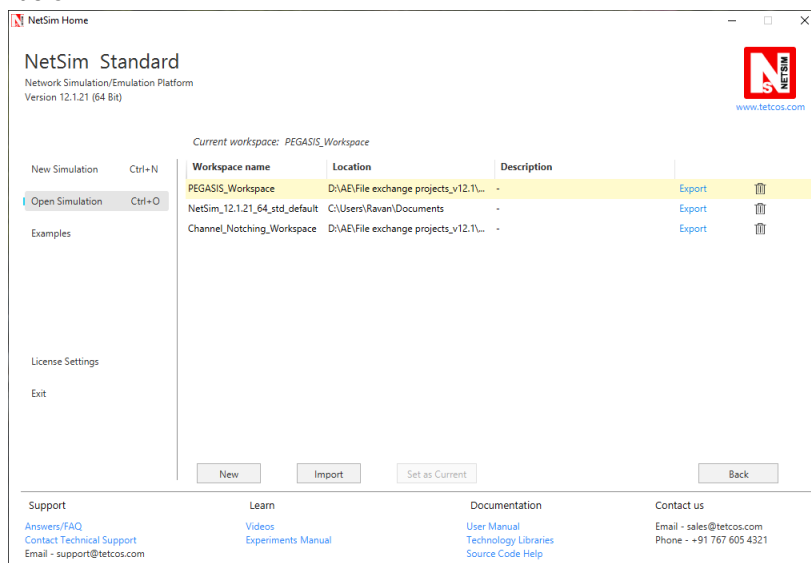 NetSim Home
NetSim Standard
Network Simulation/Emulation Platform
Version 12.1.21 (64 Bit)
NS
NETSIM
www.tetcos.com
Current workspace: PEGASIS_Workspace
New Simulation Ctrl+N
Open Simulation Ctrl+O
Examples
License Settings
Exit
Workspace name Location Description
PEGASIS_Workspace D:\AE\File exchange projects_v12.1\... - Export
NetSim_12.1.21_64_std_default C:\Users\Ravan\Documents - Export
Channel_Notching_Workspace D:\AE\File exchange projects_v12.1\... - Export
New Import Set as Current Back
Support Learn Documentation Contact us
Answers/FAQ Videos User Manual Email - sales@tetcos.com
Contact Technical Support Experiments Manual Technology Libraries Phone - +91 767 605 4321
Email - support@tetcos.com Source Code Help